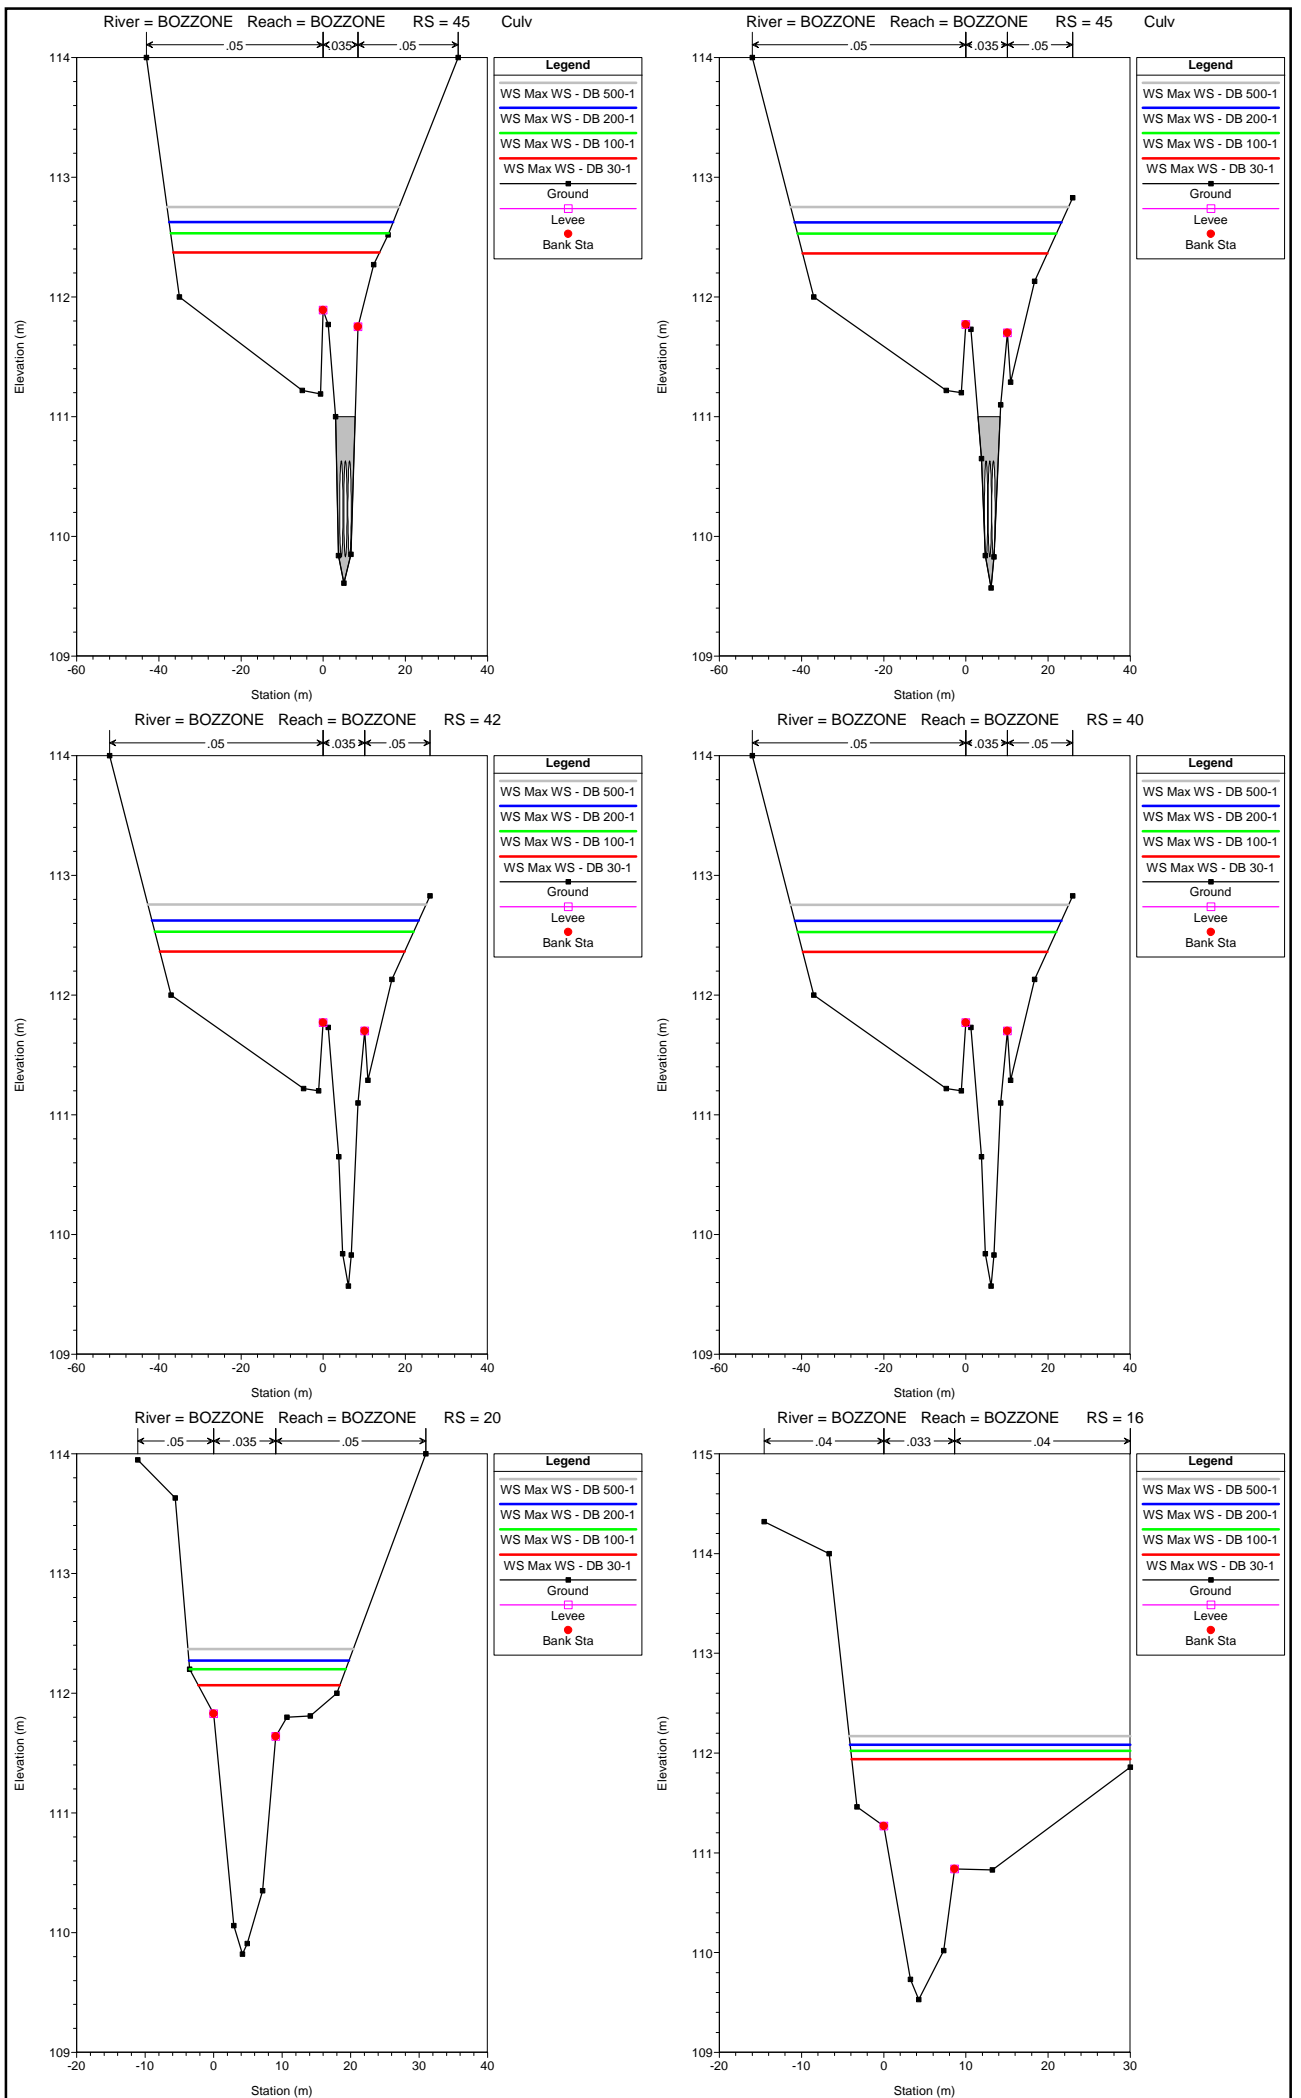 River = BOZZONE Reach = BOZZONE RS = 45 Culv
.05 .035 .05
114
113
112
111
110
109
-60 -40 -20 0 20 40
Elevation (m)
Station (m)
Legend
WS Max WS - DB 500-1
WS Max WS - DB 200-1
WS Max WS - DB 100-1
WS Max WS - DB 30-1
Ground
Levee
Bank Sta
River = BOZZONE Reach = BOZZONE RS = 45 Culv
.05 .035 .05
114
113
112
111
110
109
-60 -40 -20 0 20 40
Elevation (m)
Station (m)
Legend
WS Max WS - DB 500-1
WS Max WS - DB 200-1
WS Max WS - DB 100-1
WS Max WS - DB 30-1
Ground
Levee
Bank Sta
River = BOZZONE Reach = BOZZONE RS = 42
.05 .035 .05
114
113
112
111
110
109
-60 -40 -20 0 20 40
Elevation (m)
Station (m)
Legend
WS Max WS - DB 500-1
WS Max WS - DB 200-1
WS Max WS - DB 100-1
WS Max WS - DB 30-1
Ground
Levee
Bank Sta
River = BOZZONE Reach = BOZZONE RS = 40
.05 .035 .05
114
113
112
111
110
109
-60 -40 -20 0 20 40
Elevation (m)
Station (m)
Legend
WS Max WS - DB 500-1
WS Max WS - DB 200-1
WS Max WS - DB 100-1
WS Max WS - DB 30-1
Ground
Levee
Bank Sta
River = BOZZONE Reach = BOZZONE RS = 20
.05 .035 .05
114
113
112
111
110
109
-20 -10 0 10 20 30 40
Elevation (m)
Station (m)
Legend
WS Max WS - DB 500-1
WS Max WS - DB 200-1
WS Max WS - DB 100-1
WS Max WS - DB 30-1
Ground
Levee
Bank Sta
River = BOZZONE Reach = BOZZONE RS = 16
.04 .033 .04
115
114
113
112
111
110
109
-20 -10 0 10 20 30
Elevation (m)
Station (m)
Legend
WS Max WS - DB 500-1
WS Max WS - DB 200-1
WS Max WS - DB 100-1
WS Max WS - DB 30-1
Ground
Levee
Bank Sta